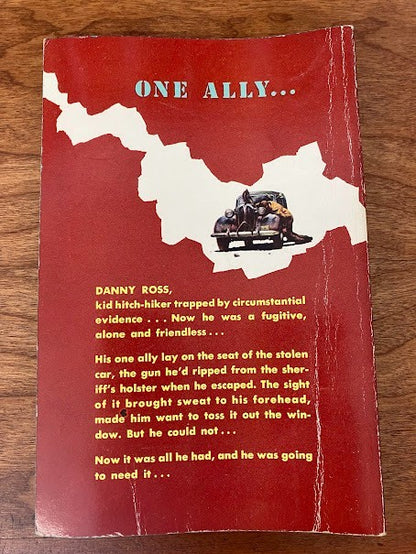 ONE ALLY...
DANNY ROSS,
kid hitch-hiker trapped by circumstantial
evidence . . . Now he was a fugitive,
alone and friendless . . .
His one ally lay on the seat of the stolen
car, the gun he'd ripped from the sher-
iff's holster when he escaped. The sight
of it brought sweat to his forehead,
made him want to toss it out the win-
dow. But he could not . . .
Now it was all he had, and he was going
to need it . . .